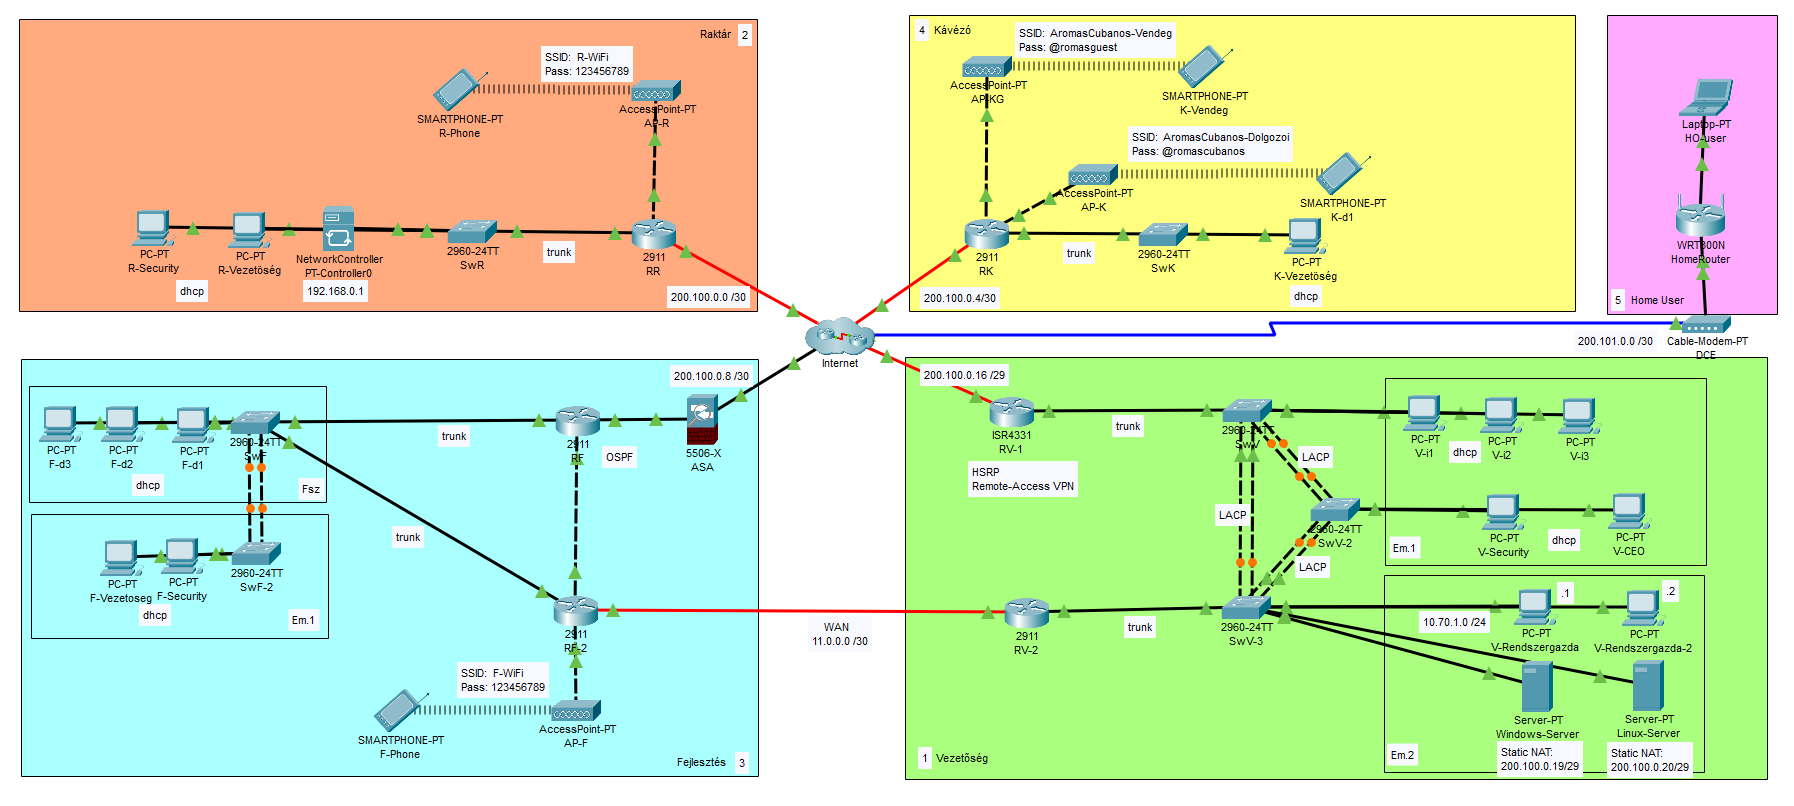 Raktár 2
SSID: R-WiFi
Pass: 123456789
SMARTPHONE-PT
R-Phone
AccessPoint-PT
AP-R
PC-PT
R-Security
PC-PT
R-Vezetöség
NetworkController
PT-Controller0
2960-24TT
SwR
trunk
2911
RR
dhcp
192.168.0.1
200.100.0.0 /30
4 Kávézó
SSID: AromasCubanos-Vendeg
Pass: @romasguest
AccessPoint-PT
AP-KG
SMARTPHONE-PT
K-Vendeg
SSID: AromasCubanos-Dolgozoi
Pass: @romascubanos
AccessPoint-PT
AP-K
SMARTPHONE-PT
K-d1
2911
RK
trunk
2960-24TT
SwK
PC-PT
K-Vezetöség
dhcp
200.100.0.4/30
Laptop-PT
HO-user
WRT300N
HomeRouter
5 Home User
Cable-Modem-PT
DCE
200.101.0.0 /30
Internet
200.100.0.8 /30
PC-PT
F-d3
PC-PT
F-d2
PC-PT
F-d1
2960-24TT
SwF
dhcp
Fsz
trunk
2911
RF
OSPF
5506-X
ASA
trunk
PC-PT
F-Vezetoseg
PC-PT
F-Security
2960-24TT
SwF-2
dhcp
Em.1
2911
RF-2
SSID: F-WiFi
Pass: 123456789
SMARTPHONE-PT
F-Phone
AccessPoint-PT
AP-F
Fejlesztés 3
WAN
11.0.0.0 /30
200.100.0.16 /29
ISR4331
RV-1
HSRP
Remote-Access VPN
trunk
2960-24TT
SwV
LACP
LACP
LACP
2960-24TT
SwV-2
PC-PT
V-i1
PC-PT
V-i2
PC-PT
V-i3
dhcp
PC-PT
V-Security
PC-PT
V-CEO
dhcp
Em.1
2911
RV-2
trunk
2960-24TT
SwV-3
10.70.1.0 /24
.1
.2
PC-PT
V-Rendszergazda
PC-PT
V-Rendszergazda-2
Server-PT
Windows-Server
Server-PT
Linux-Server
Static NAT:
200.100.0.19/29
Static NAT:
200.100.0.20/29
Em.2
1 Vezetőség